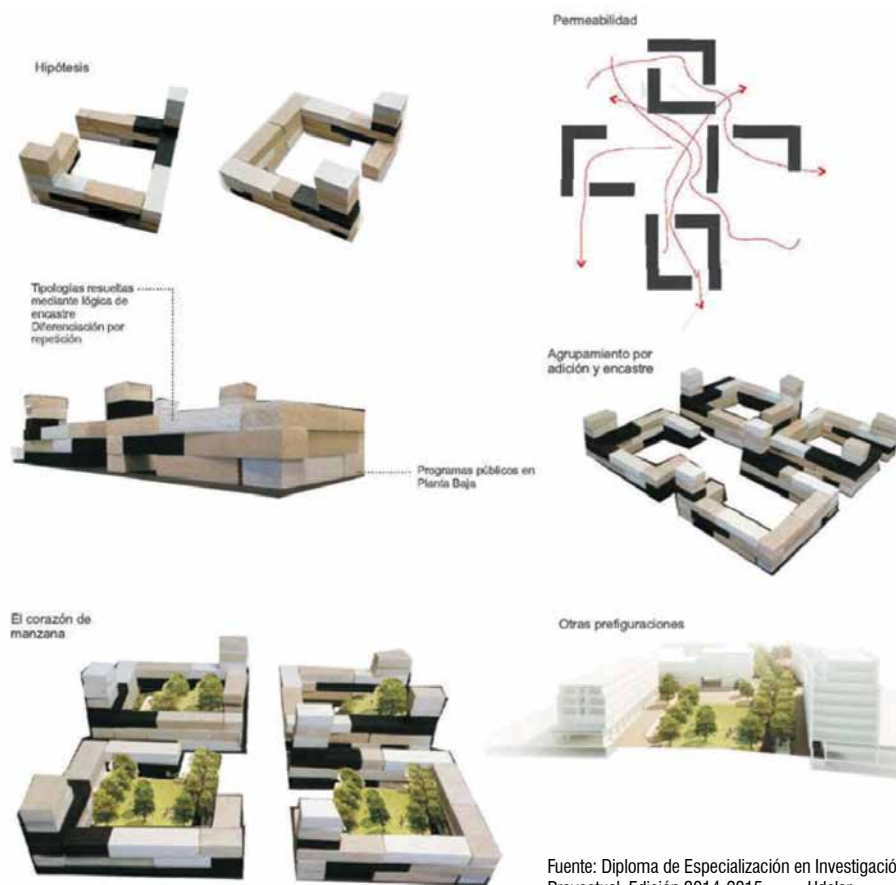 Hipótesis
Permeabilidad
Tipologías resueltas
mediante lógica de
encastre
Diferenciación por
repetición
Programas públicos en
Planta Baja
Agrupamiento por
adición y encastre
El corazón de
manzana
Otras prefiguraciones
Fuente: Diploma de Especialización en Investigació
Proyectual. Edición 2014-2015. Udelar